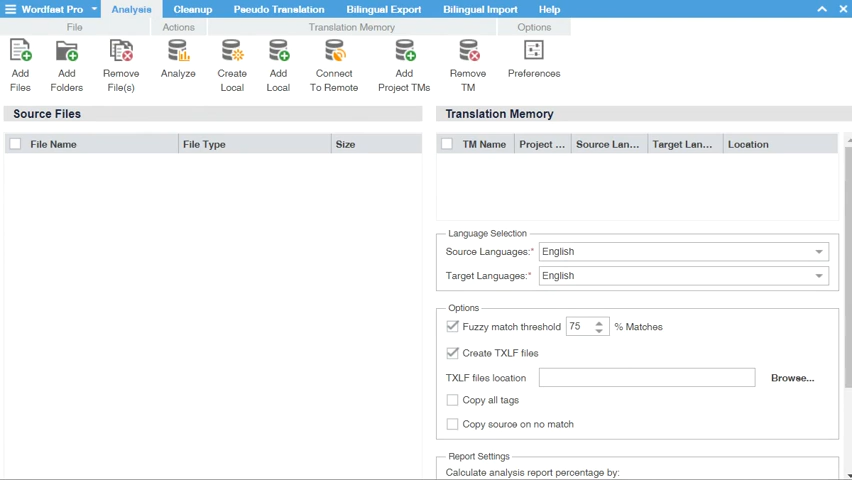 Wordfast Pro Analysis Cleanup Pseudo Translation Bilingual Export Bilingual Import Help
File Actions Translation Memory Options
Add Files
Add Folders
Remove File(s)
Analyze
Create Local
Add Local
Connect To Remote
Add Project TMs
Remove TM
Preferences
Source Files
File Name File Type Size
Translation Memory
TM Name Project ... Source Lan... Target Lan... Location
Language Selection
Source Languages:* English
Target Languages:* English
Options
Fuzzy match threshold 75 % Matches
Create TXLF files
TXLF files location Browse...
Copy all tags
Copy source on no match
Report Settings
Calculate analysis report percentage by: